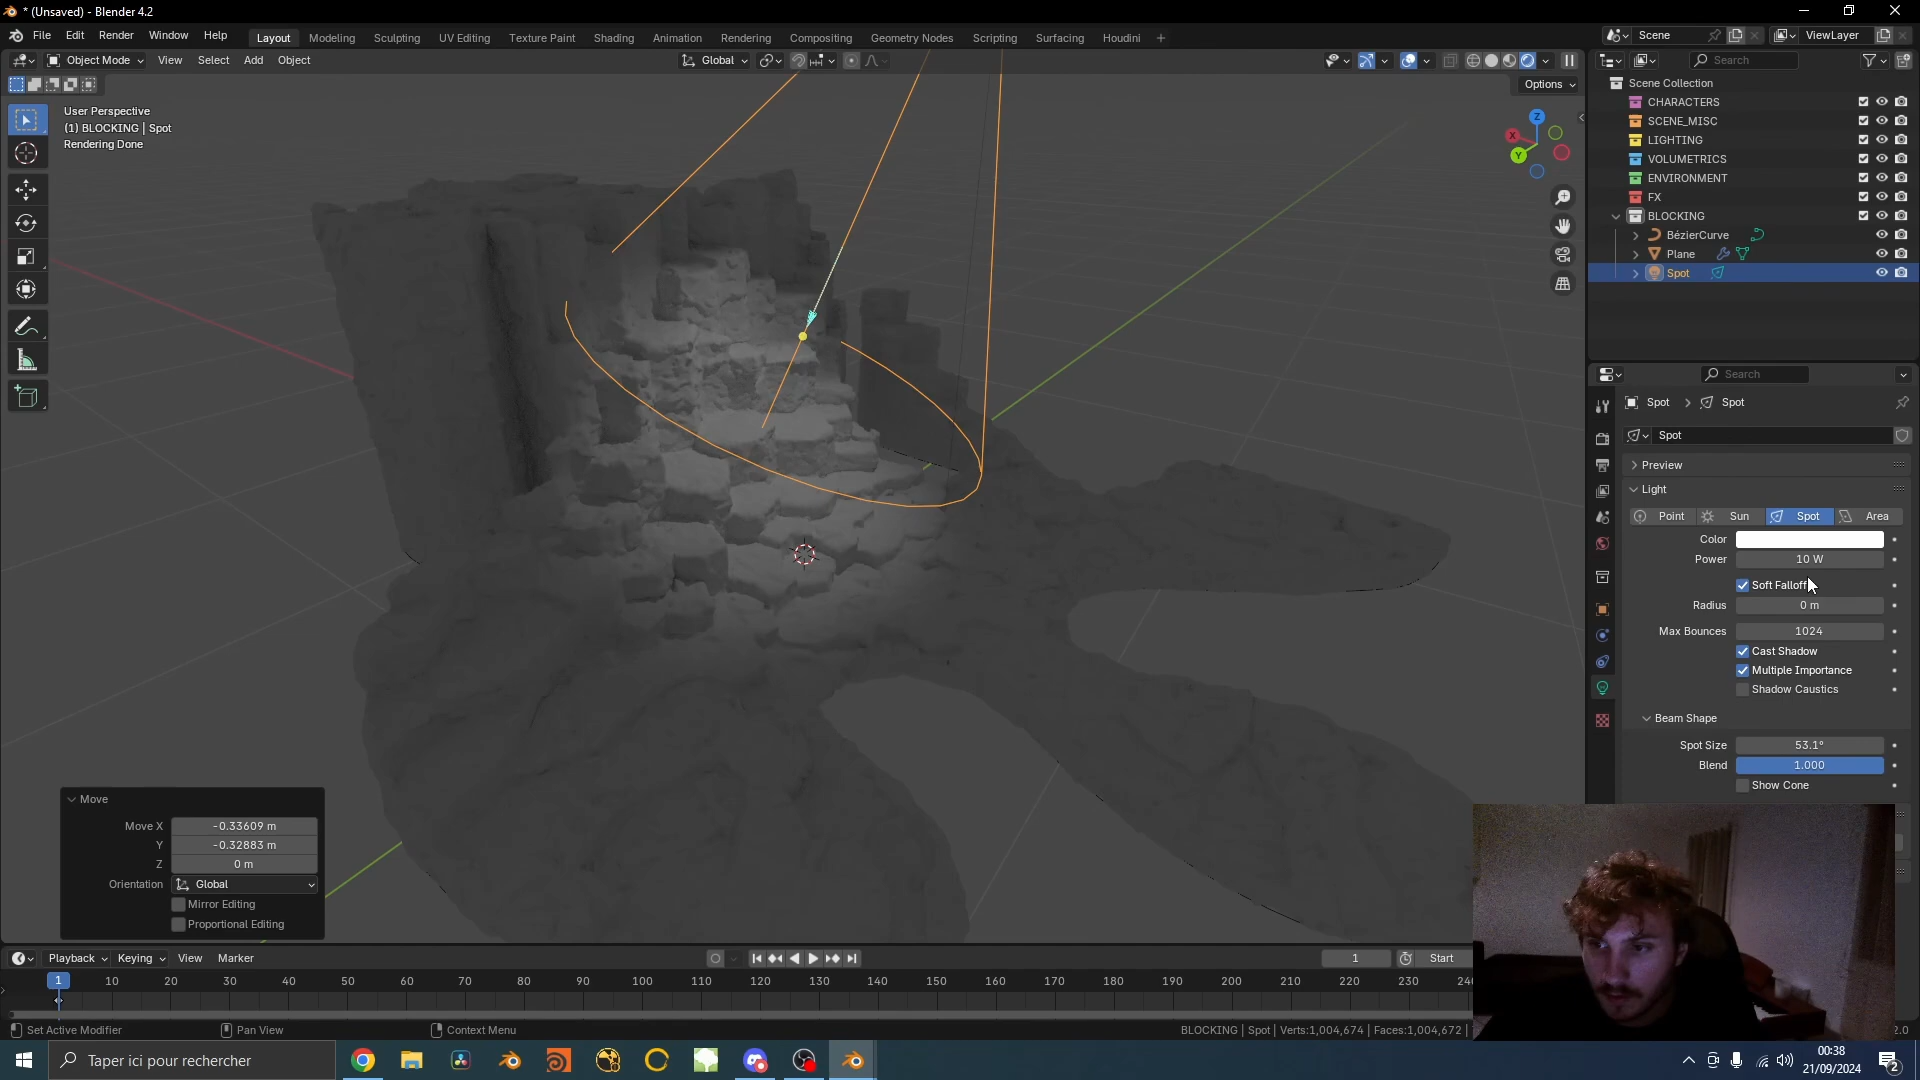 * (Unsaved) - Blender 4.2
File Edit Render Window Help
Layout Modeling Sculpting UV Editing Texture Paint Shading Animation Rendering Compositing Geometry Nodes Scripting Surfacing Houdini +
Scene ViewLayer
Object Mode View Select Add Object Global
Search
Options
User Perspective
(1) BLOCKING | Spot
Rendering Done
Z
X
Y
Scene Collection
CHARACTERS
SCENE_MISC
LIGHTING
VOLUMETRICS
ENVIRONMENT
FX
BLOCKING
BézierCurve
Plane
Spot
Search
Spot > Spot
Spot
Preview
Light
Point Sun Spot Area
Color
Power 10 W
Soft Falloff
Radius 0 m
Max Bounces 1024
Cast Shadow
Multiple Importance
Shadow Caustics
Beam Shape
Spot Size 53.1°
Blend 1.000
Show Cone
Move
Move X -0.33609 m
Y -0.32883 m
Z 0 m
Orientation Global
Mirror Editing
Proportional Editing
Playback Keying View Marker
1 Start
1 10 20 30 40 50 60 70 80 90 100 110 120 130 140 150 160 170 180 190 200 210 220 230 24
Set Active Modifier Pan View Context Menu
BLOCKING | Spot | Verts:1,004,674 | Faces:1,004,672 |
2.0
Taper ici pour rechercher
00:38
21/09/2024
2